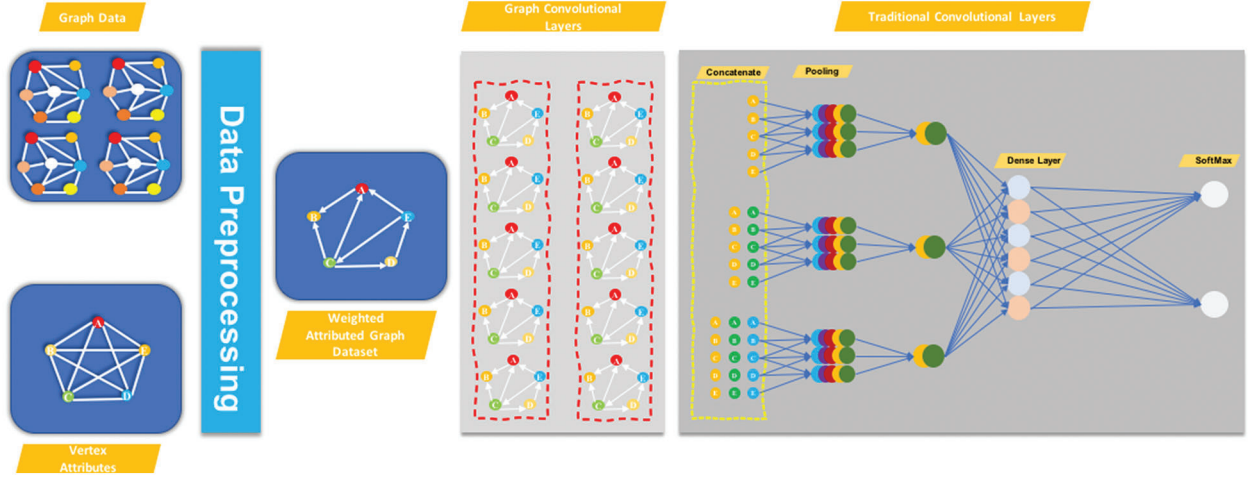 Graph Data
Graph Convolutional
Layers
Traditional Convolutional Layers
Concatenate
Pooling
Data Preprocessing
Dense Layer
SoftMax
Weighted
Attributed Graph
Dataset
Vertex
Attributes
A
B
E
C
D
A
B
E
C
D
A
B
E
C
D
A
B
E
C
D
A
B
E
C
D
A
B
E
C
D
A
B
E
C
D
A
B
E
C
D
A
B
E
C
D
A
B
E
C
D
A
B
E
C
D
A
B
E
C
D
A
B
C
D
E
A A
B B
C C
D D
E E
A A A
B B B
C C C
D D D
E E E